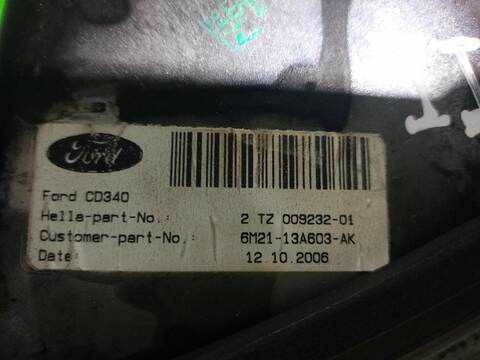 Ford
Ford CD340
Hella-part-No.: 2 TZ 009232-01
Customer-part-No.: 6M21-13A603-AK
Date: 12.10.2006